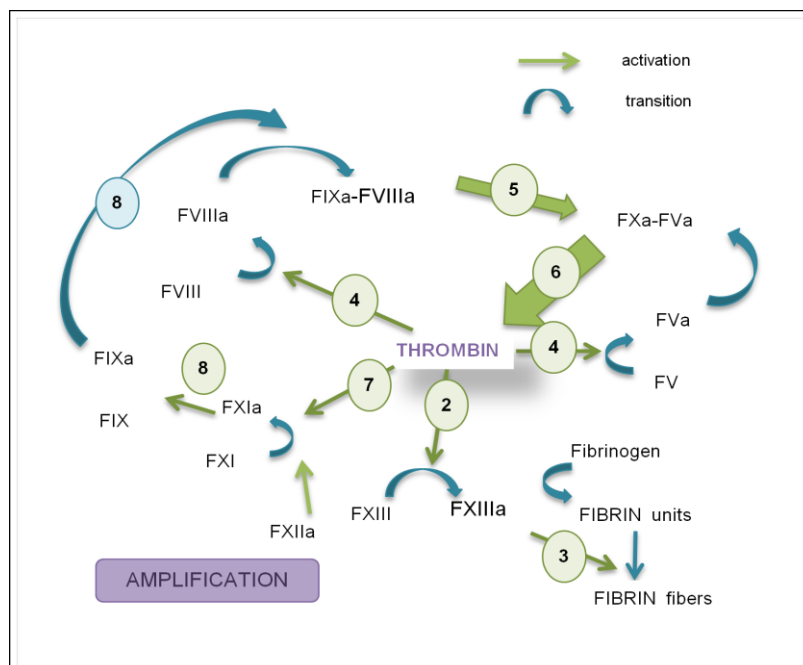 activation
transition
8
5
FIXa-FVIIIa
FVIIIa
FXa-FVa
6
FVIII
4
FVa
THROMBIN
4
FIXa
8
7
FV
2
FIX
FXIa
FXI
Fibrinogen
FXIII
FXIIIa
FIBRIN units
FXIIa
3
AMPLIFICATION
FIBRIN fibers